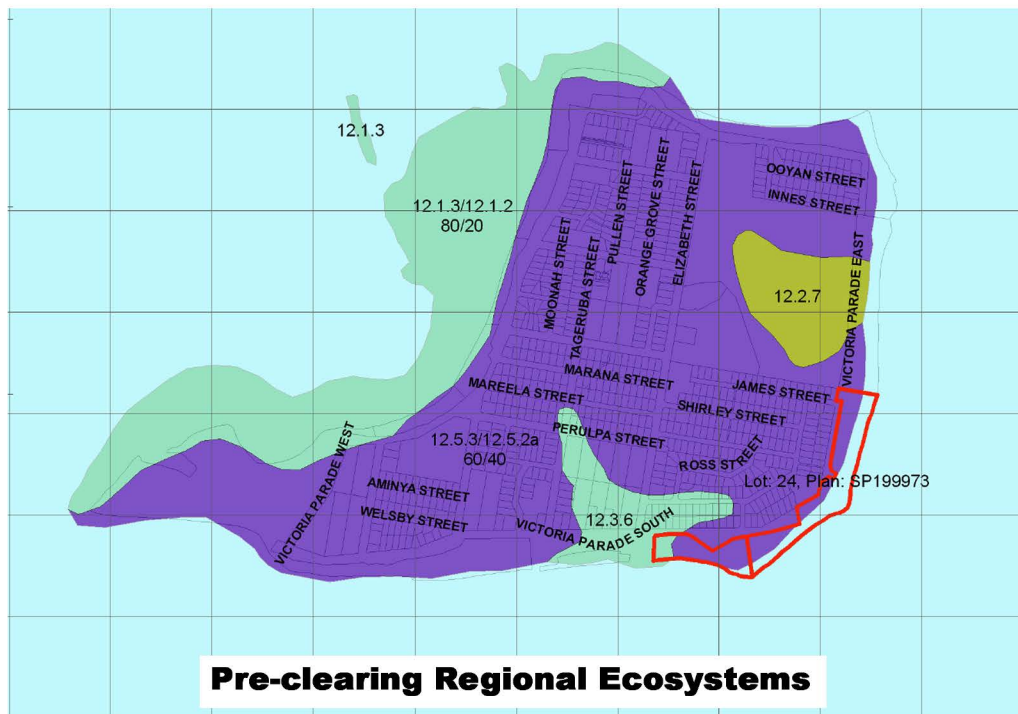 12.1.3
OOYAN STREET
INNES STREET
12.1.3/12.1.2
80/20
PULLEN STREET
ORANGE GROVE STREET
ELIZABETH STREET
MOONAH STREET
TAGERUBA STREET
12.2.7
VICTORIA PARADE EAST
MARANA STREET
JAMES STREET
MAREELA STREET
SHIRLEY STREET
PERULPA STREET
12.5.3/12.5.2a
60/40
ROSS STREET
Lot: 24, Plan: SP199973
VICTORIA PARADE WEST
AMINYA STREET
WELSBY STREET
VICTORIA PARADE SOUTH
12.3.6
Pre-clearing Regional Ecosystems